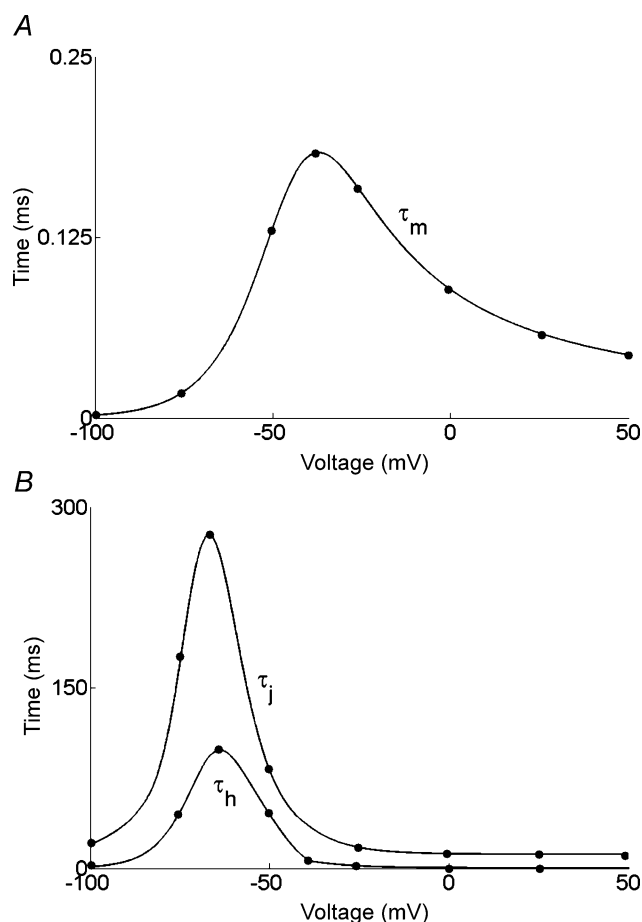 A
0.25
Time (ms)
0.125
τm
0
-100 -50 0 50
Voltage (mV)
B
300
Time (ms)
150
τj
τh
0
-100 -50 0 50
Voltage (mV)